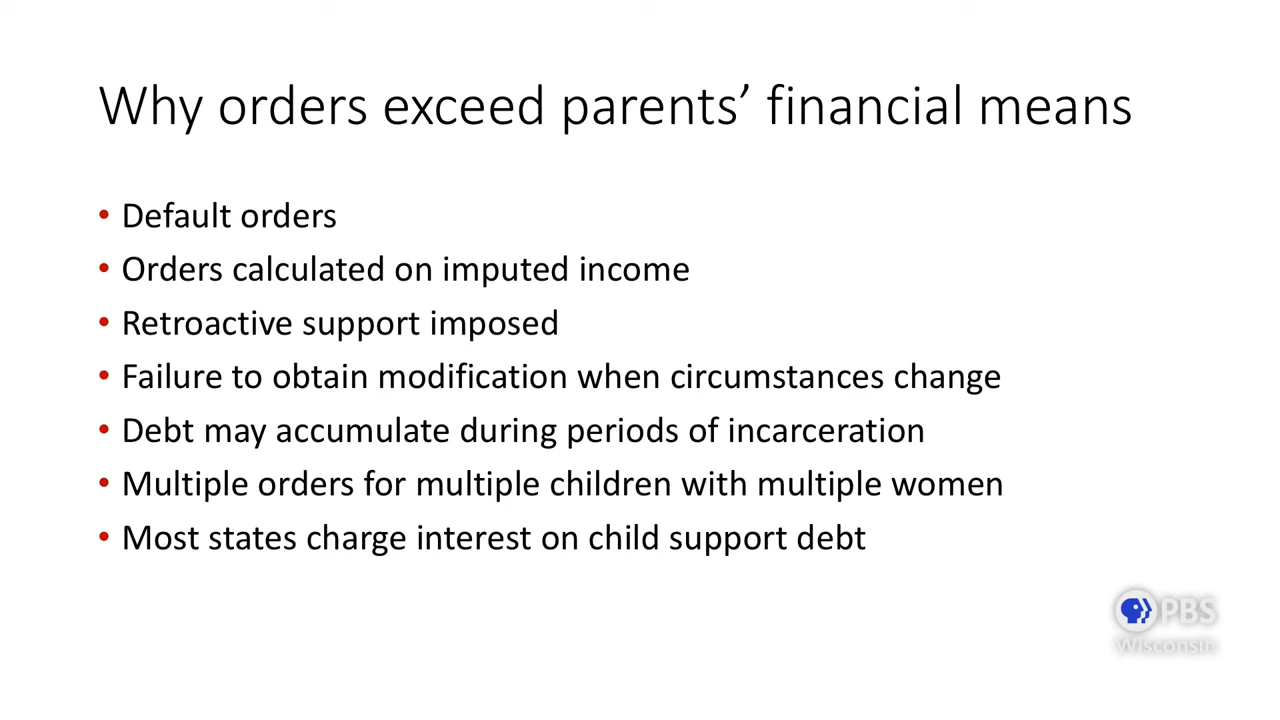 Why orders exceed parents’ financial means
• Default orders
• Orders calculated on imputed income
• Retroactive support imposed
• Failure to obtain modification when circumstances change
• Debt may accumulate during periods of incarceration
• Multiple orders for multiple children with multiple women
• Most states charge interest on child support debt
PBS
Wisconsin